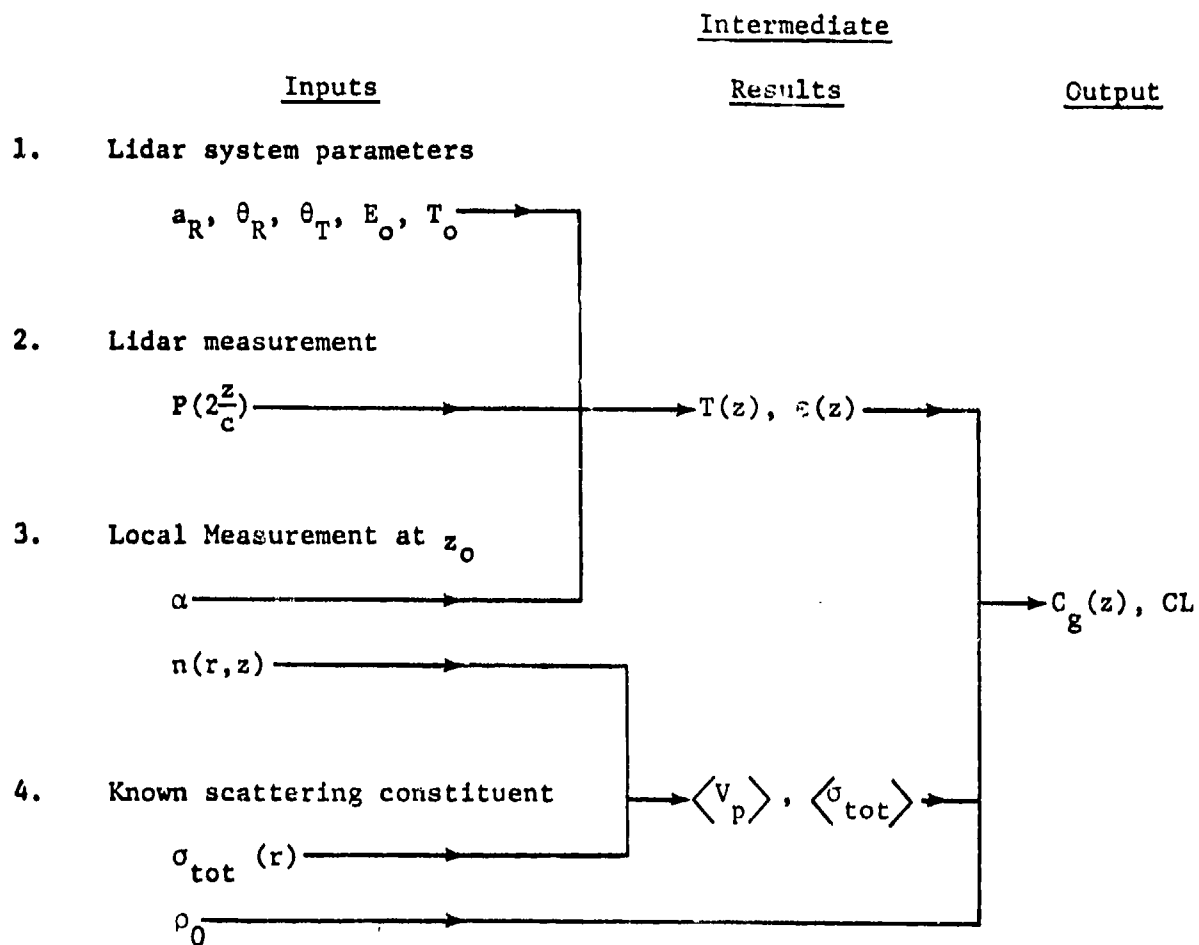 Intermediate
Inputs Results Output
1. Lidar system parameters
a_R, θ_R, θ_T, E_o, T_o
2. Lidar measurement
P(2z/c) T(z), ε(z)
3. Local Measurement at z_o
α C_g(z), CL
n(r,z)
4. Known scattering constituent
⟨V_p⟩, ⟨σ_tot⟩
σ_tot (r)
ρ_0